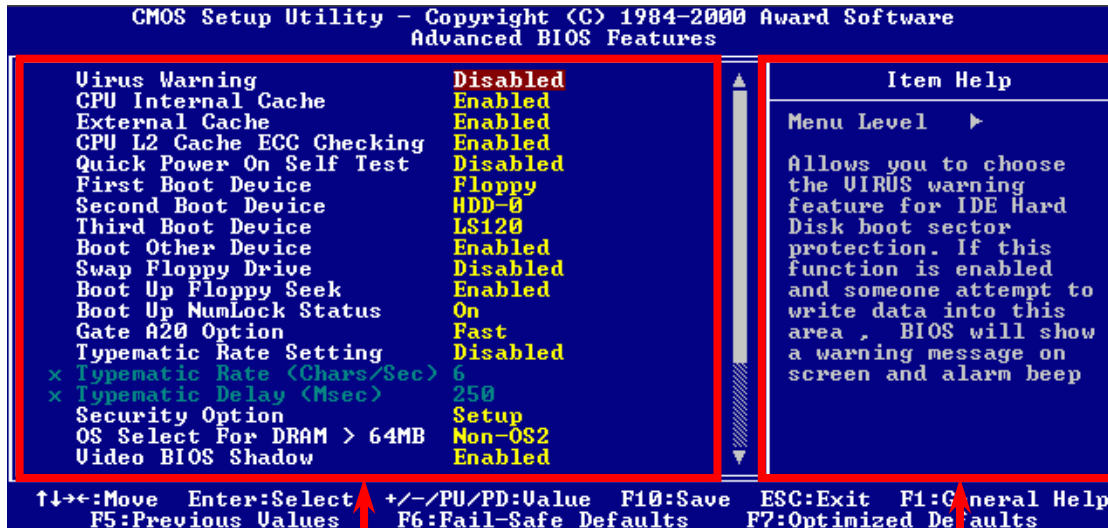 CMOS Setup Utility - Copyright (C) 1984-2000 Award Software
Advanced BIOS Features
Virus Warning Disabled
CPU Internal Cache Enabled
External Cache Enabled
CPU L2 Cache ECC Checking Enabled
Quick Power On Self Test Disabled
First Boot Device Floppy
Second Boot Device HDD-0
Third Boot Device LS120
Boot Other Device Enabled
Swap Floppy Drive Disabled
Boot Up Floppy Seek Enabled
Boot Up NumLock Status On
Gate A20 Option Fast
Typematic Rate Setting Disabled
x Typematic Rate (Chars/Sec) 6
x Typematic Delay (Msec) 250
Security Option Setup
OS Select For DRAM > 64MB Non-OS2
Video BIOS Shadow Enabled
Item Help
Menu Level ▶
Allows you to choose
the VIRUS warning
feature for IDE Hard
Disk boot sector
protection. If this
function is enabled
and someone attempt to
write data into this
area , BIOS will show
a warning message on
screen and alarm beep
↑↓→←:Move Enter:Select +/-/PU/PD:Value F10:Save ESC:Exit F1:General Help
F5:Previous Values F6:Fail-Safe Defaults F7:Optimized Defaults